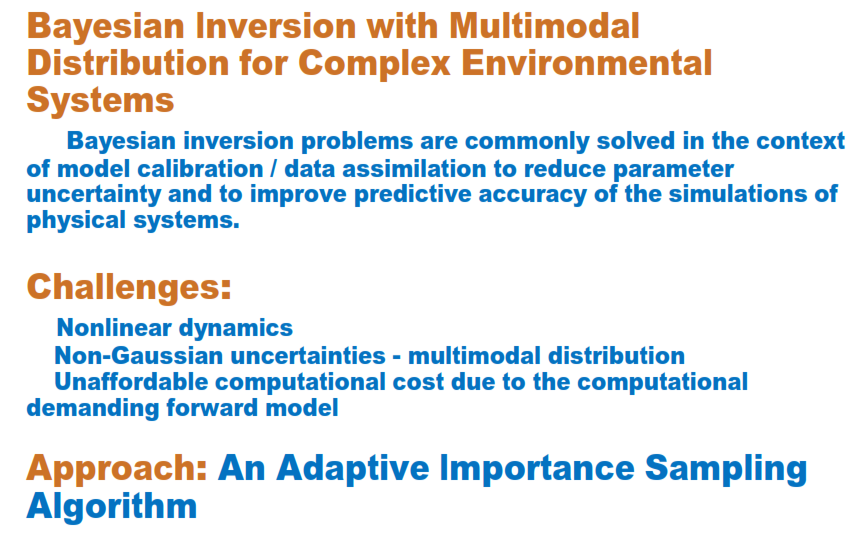 Bayesian Inversion with Multimodal
Distribution for Complex Environmental
Systems
Bayesian inversion problems are commonly solved in the context
of model calibration / data assimilation to reduce parameter
uncertainty and to improve predictive accuracy of the simulations of
physical systems.
Challenges:
Nonlinear dynamics
Non-Gaussian uncertainties - multimodal distribution
Unaffordable computational cost due to the computational
demanding forward model
Approach: An Adaptive Importance Sampling
Algorithm